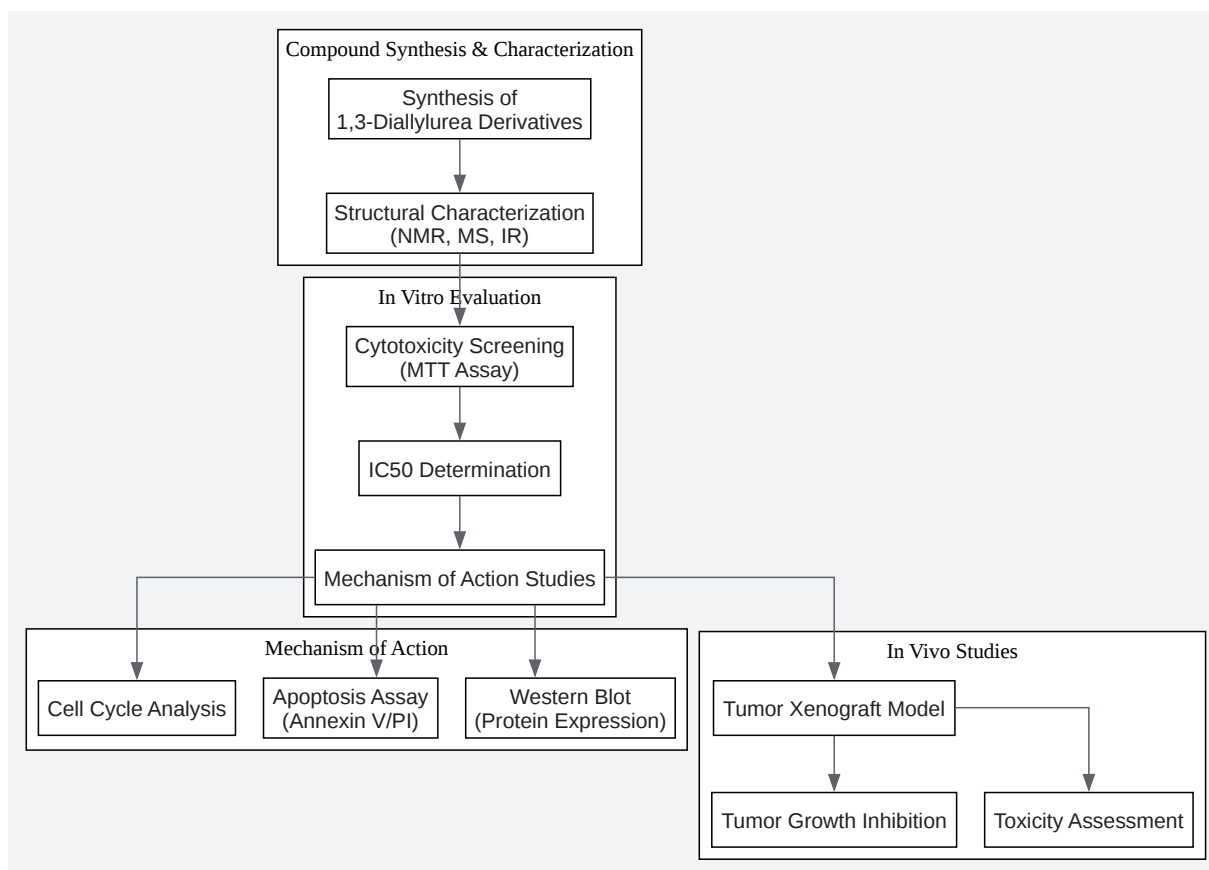 Compound Synthesis & Characterization
Synthesis of
1,3-Diallylurea Derivatives
Structural Characterization
(NMR, MS, IR)
In Vitro Evaluation
Cytotoxicity Screening
(MTT Assay)
IC50 Determination
Mechanism of Action Studies
Mechanism of Action
Cell Cycle Analysis
Apoptosis Assay
(Annexin V/PI)
Western Blot
(Protein Expression)
In Vivo Studies
Tumor Xenograft Model
Tumor Growth Inhibition
Toxicity Assessment